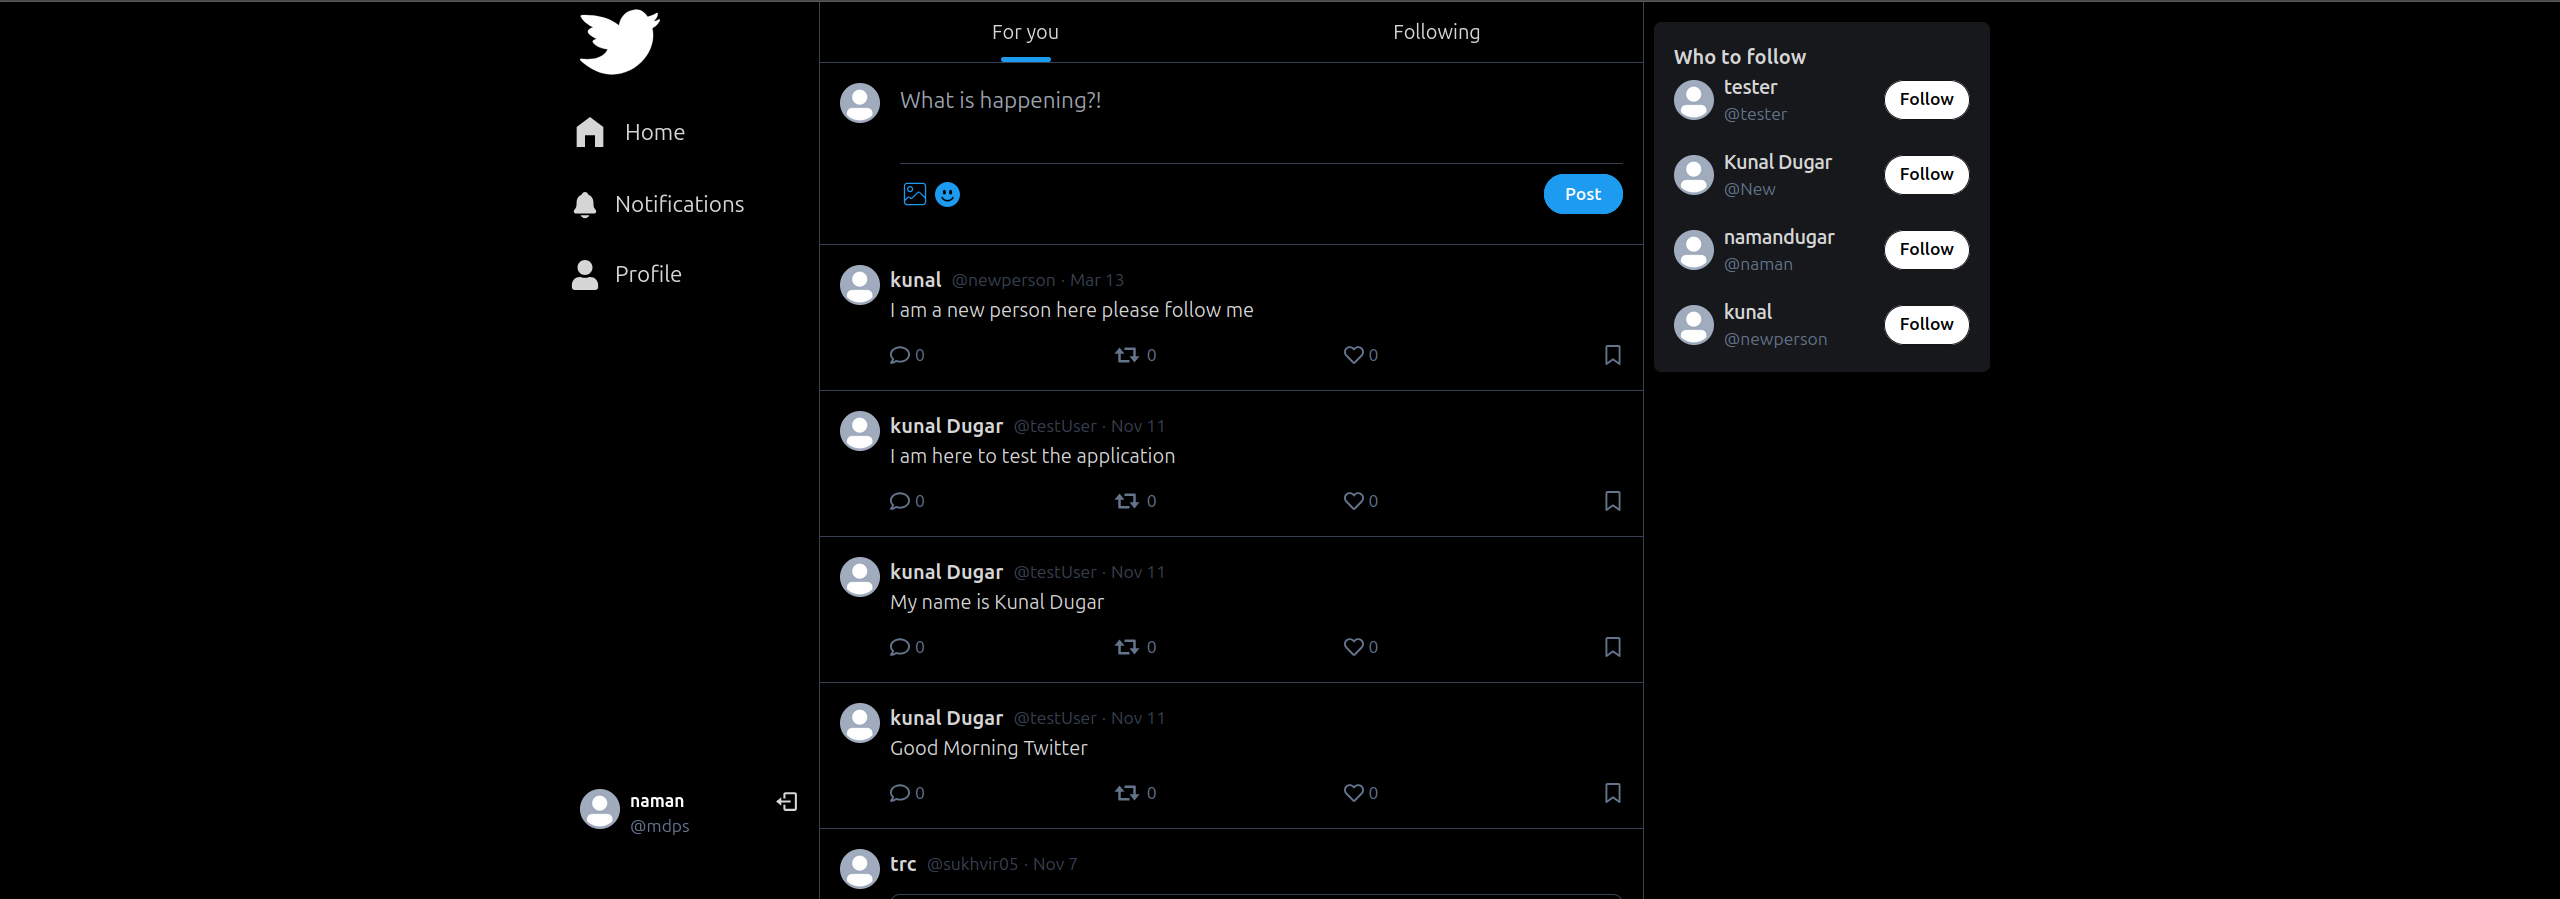 Home
Notifications
Profile
naman
@mdps
For you
Following
What is happening?!
Post
kunal @newperson · Mar 13
I am a new person here please follow me
0 0 0
kunal Dugar @testUser · Nov 11
I am here to test the application
0 0 0
kunal Dugar @testUser · Nov 11
My name is Kunal Dugar
0 0 0
kunal Dugar @testUser · Nov 11
Good Morning Twitter
0 0 0
trc @sukhvir05 · Nov 7
Who to follow
tester
@tester
Follow
Kunal Dugar
@New
Follow
namandugar
@naman
Follow
kunal
@newperson
Follow